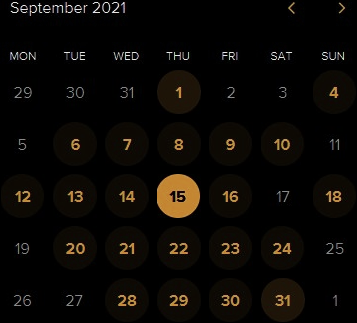 September 2021
MON TUE WED THU FRI SAT SUN
29 30 31 1 2 3 4
5 6 7 8 9 10 11
12 13 14 15 16 17 18
19 20 21 22 23 24 25
26 27 28 29 30 31 1